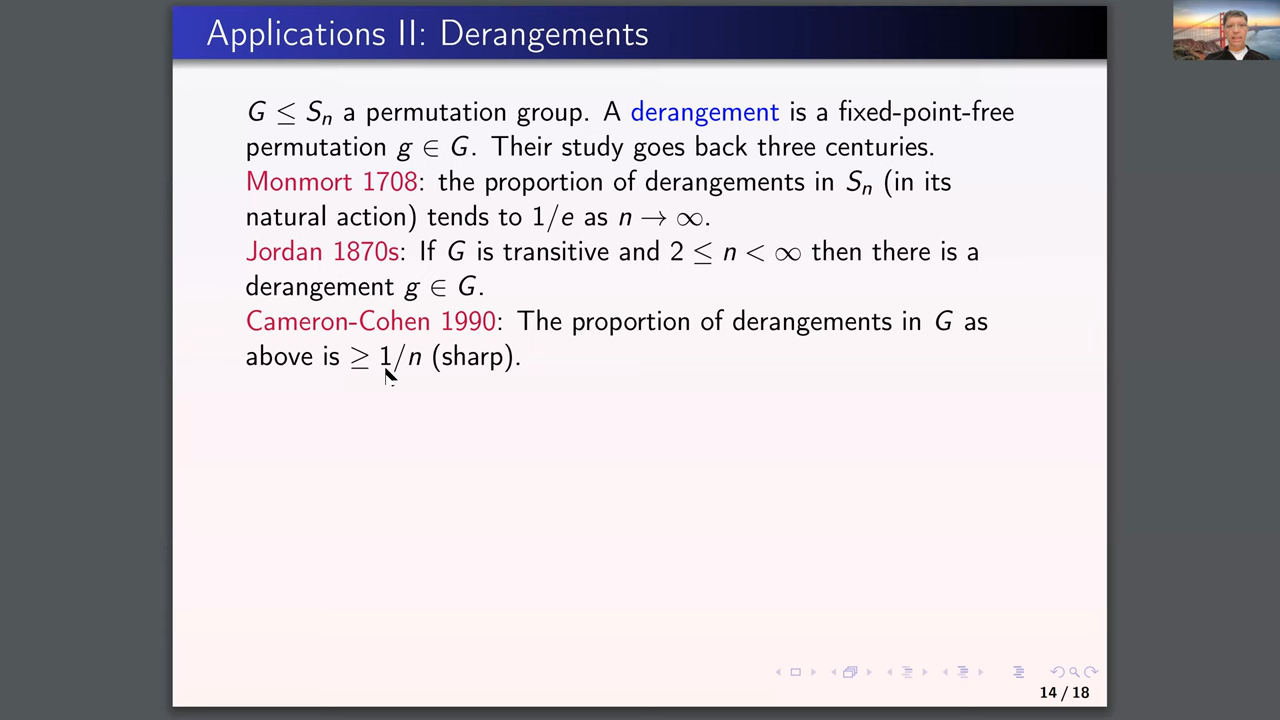 Applications II: Derangements
G ≤ Sₙ a permutation group. A derangement is a fixed-point-free
permutation g ∈ G. Their study goes back three centuries.
Monmort 1708: the proportion of derangements in Sₙ (in its
natural action) tends to 1/e as n → ∞.
Jordan 1870s: If G is transitive and 2 ≤ n < ∞ then there is a
derangement g ∈ G.
Cameron-Cohen 1990: The proportion of derangements in G as
above is ≥ 1/n (sharp).
14 / 18